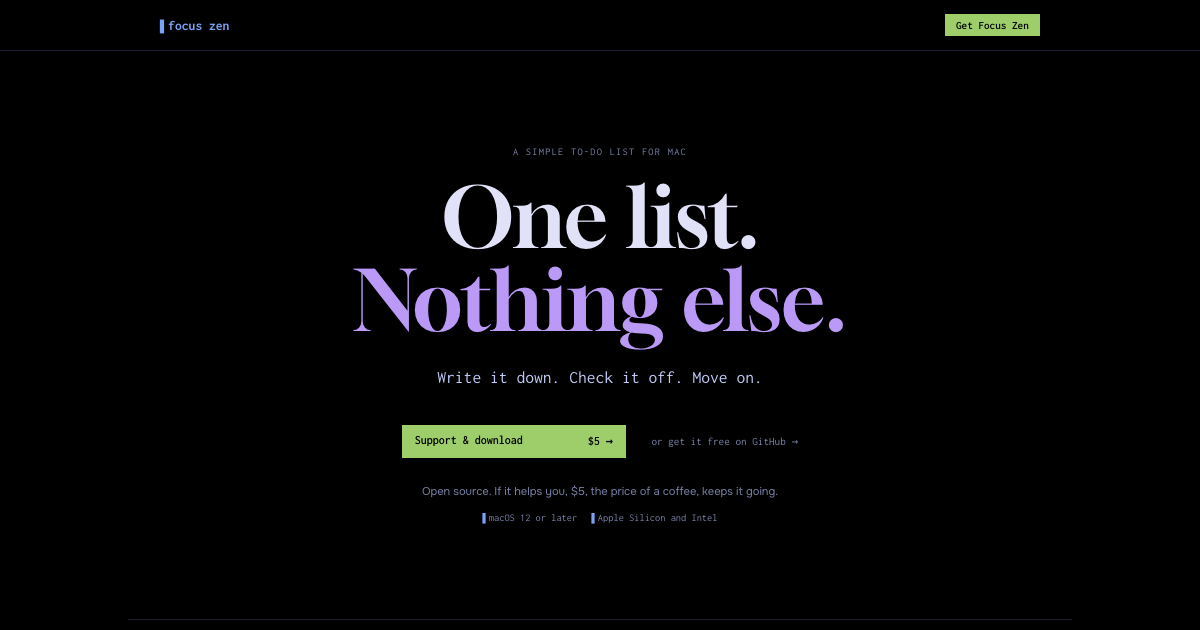 focus zen
Get Focus Zen
A SIMPLE TO-DO LIST FOR MAC
One list.
Nothing else.
Write it down. Check it off. Move on.
Support & download $5 →
or get it free on GitHub →
Open source. If it helps you, $5, the price of a coffee, keeps it going.
macOS 12 or later
Apple Silicon and Intel